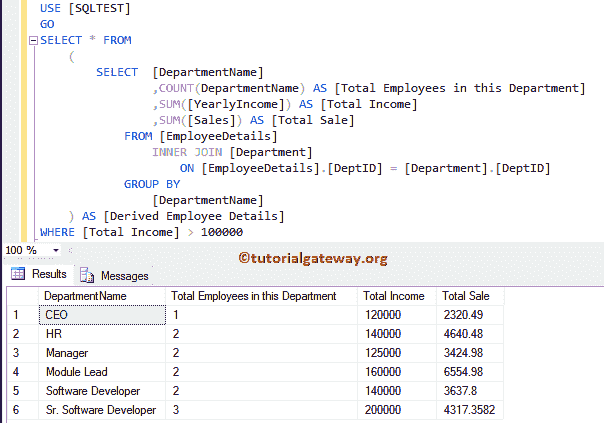 USE [SQLTEST]
GO
SELECT * FROM
(
SELECT [DepartmentName]
,COUNT(DepartmentName) AS [Total Employees in this Department]
,SUM([YearlyIncome]) AS [Total Income]
,SUM([Sales]) AS [Total Sale]
FROM [EmployeeDetails]
INNER JOIN [Department]
ON [EmployeeDetails].[DeptID] = [Department].[DeptID]
GROUP BY
[DepartmentName]
) AS [Derived Employee Details]
WHERE [Total Income] > 100000
100 %
©tutorialgateway.org
Results Messages
DepartmentName Total Employees in this Department Total Income Total Sale
1 CEO 1 120000 2320.49
2 HR 2 140000 4640.48
3 Manager 2 125000 3424.98
4 Module Lead 2 160000 6554.98
5 Software Developer 2 140000 3637.8
6 Sr. Software Developer 3 200000 4317.3582